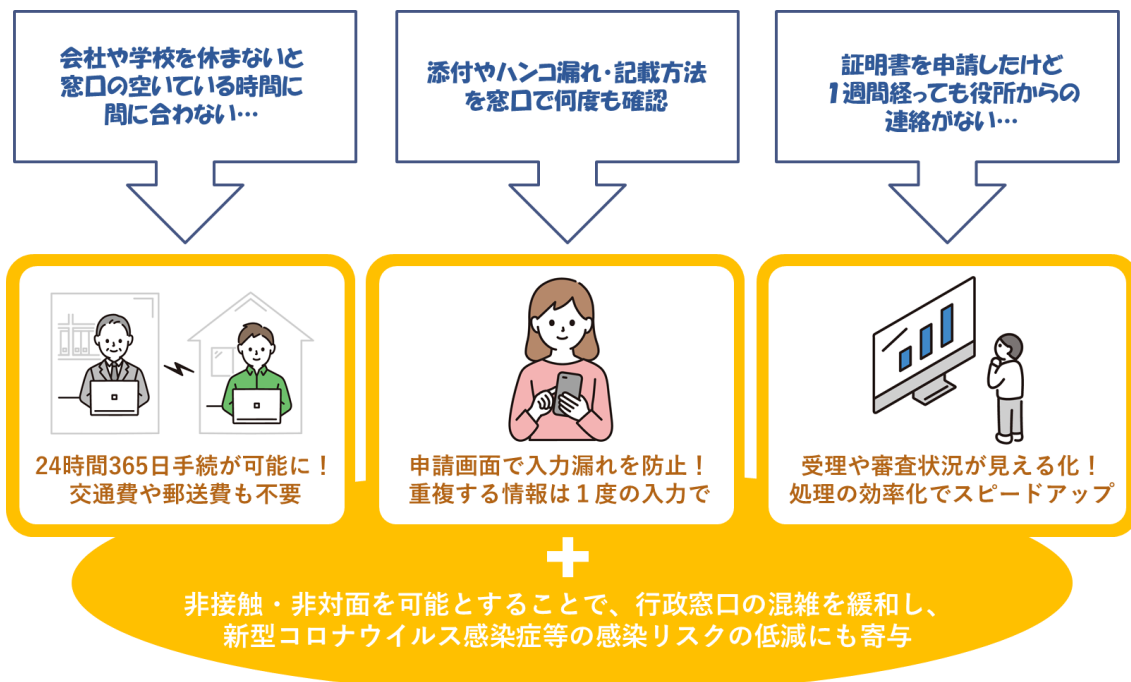 会社や学校を休まないと
窓口の空いている時間に
間に合わない…
添付やハンコ漏れ・記載方法
を窓口で何度も確認
証明書を申請したけど
1週間経っても役所からの
連絡がない…
24時間365日手続が可能に！
交通費や郵送費も不要
申請画面で入力漏れを防止！
重複する情報は１度の入力で
受理や審査状況が見える化！
処理の効率化でスピードアップ
+
非接触・非対面を可能とすることで、行政窓口の混雑を緩和し、
新型コロナウイルス感染症等の感染リスクの低減にも寄与